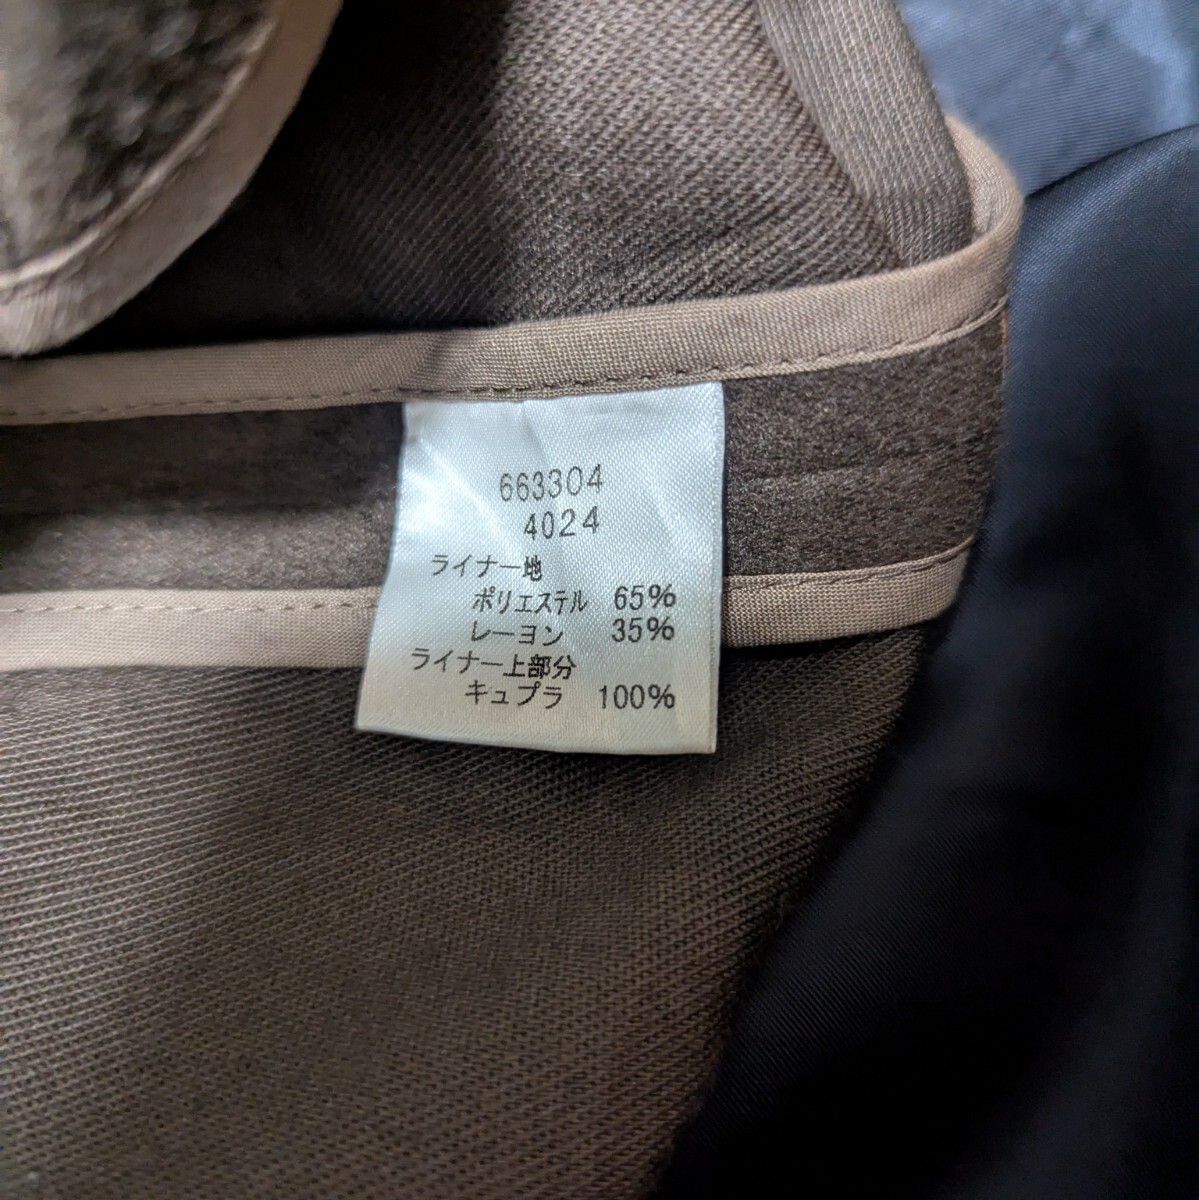 663304
4024
ライナー地
ポリエステル 65%
レーヨン 35%
ライナー上部分
キュプラ 100%